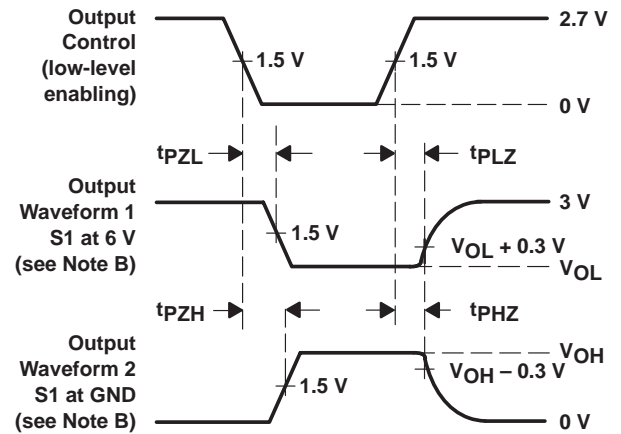 Output
Control
(low-level
enabling)
2.7 V
1.5 V
1.5 V
0 V
tPZL
tPLZ
Output
Waveform 1
S1 at 6 V
(see Note B)
3 V
1.5 V
VOL + 0.3 V
VOL
tPZH
tPHZ
Output
Waveform 2
S1 at GND
(see Note B)
VOH
VOH – 0.3 V
1.5 V
0 V